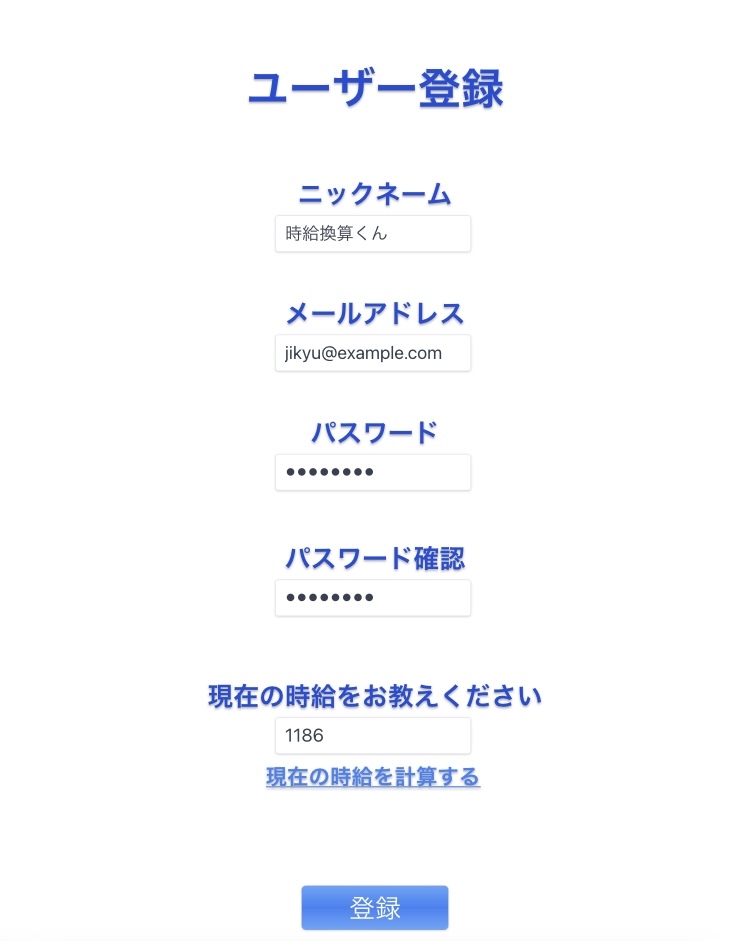 ユーザー登録
ニックネーム
時給換算くん
メールアドレス
jikyu@example.com
パスワード
●●●●●●●●
パスワード確認
●●●●●●●●
現在の時給をお教えください
1186
現在の時給を計算する
登録